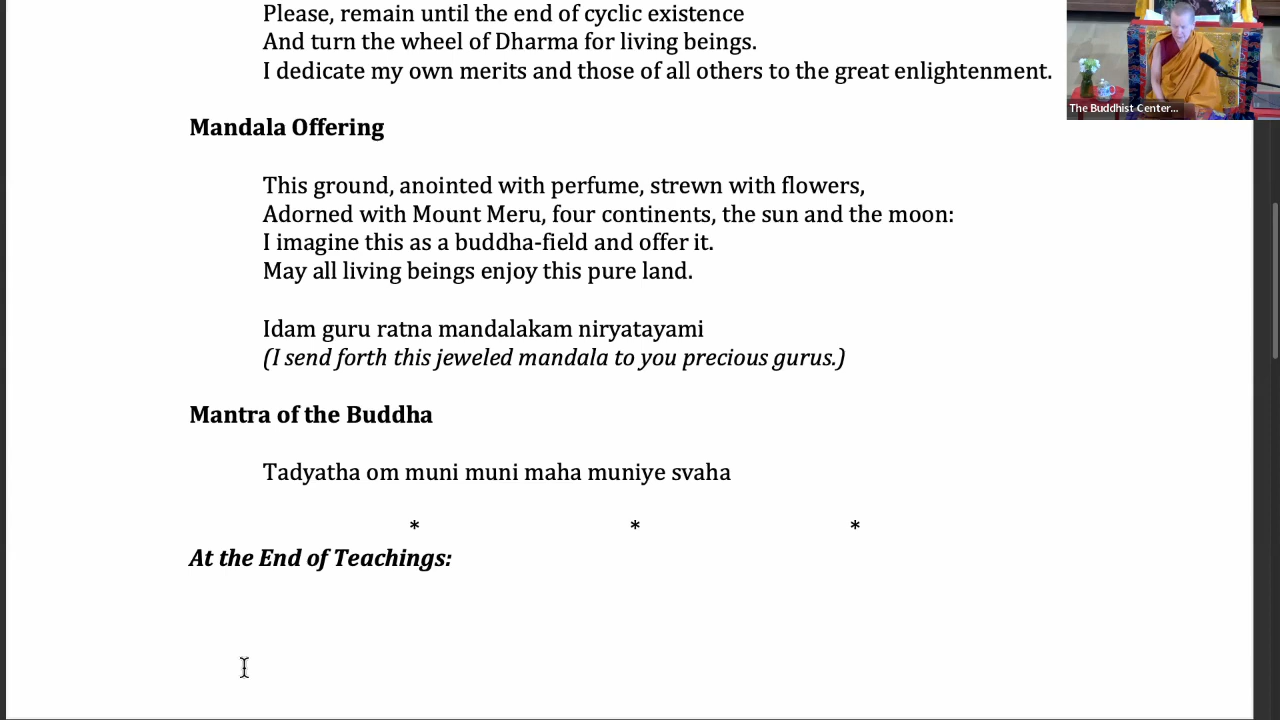 Please, remain until the end of cyclic existence
And turn the wheel of Dharma for living beings.
I dedicate my own merits and those of all others to the great enlightenment.
The Buddhist Center...
Mandala Offering
This ground, anointed with perfume, strewn with flowers,
Adorned with Mount Meru, four continents, the sun and the moon:
I imagine this as a buddha-field and offer it.
May all living beings enjoy this pure land.
Idam guru ratna mandalakam niryatayami
(I send forth this jeweled mandala to you precious gurus.)
Mantra of the Buddha
Tadyatha om muni muni maha muniye svaha
* * *
At the End of Teachings: